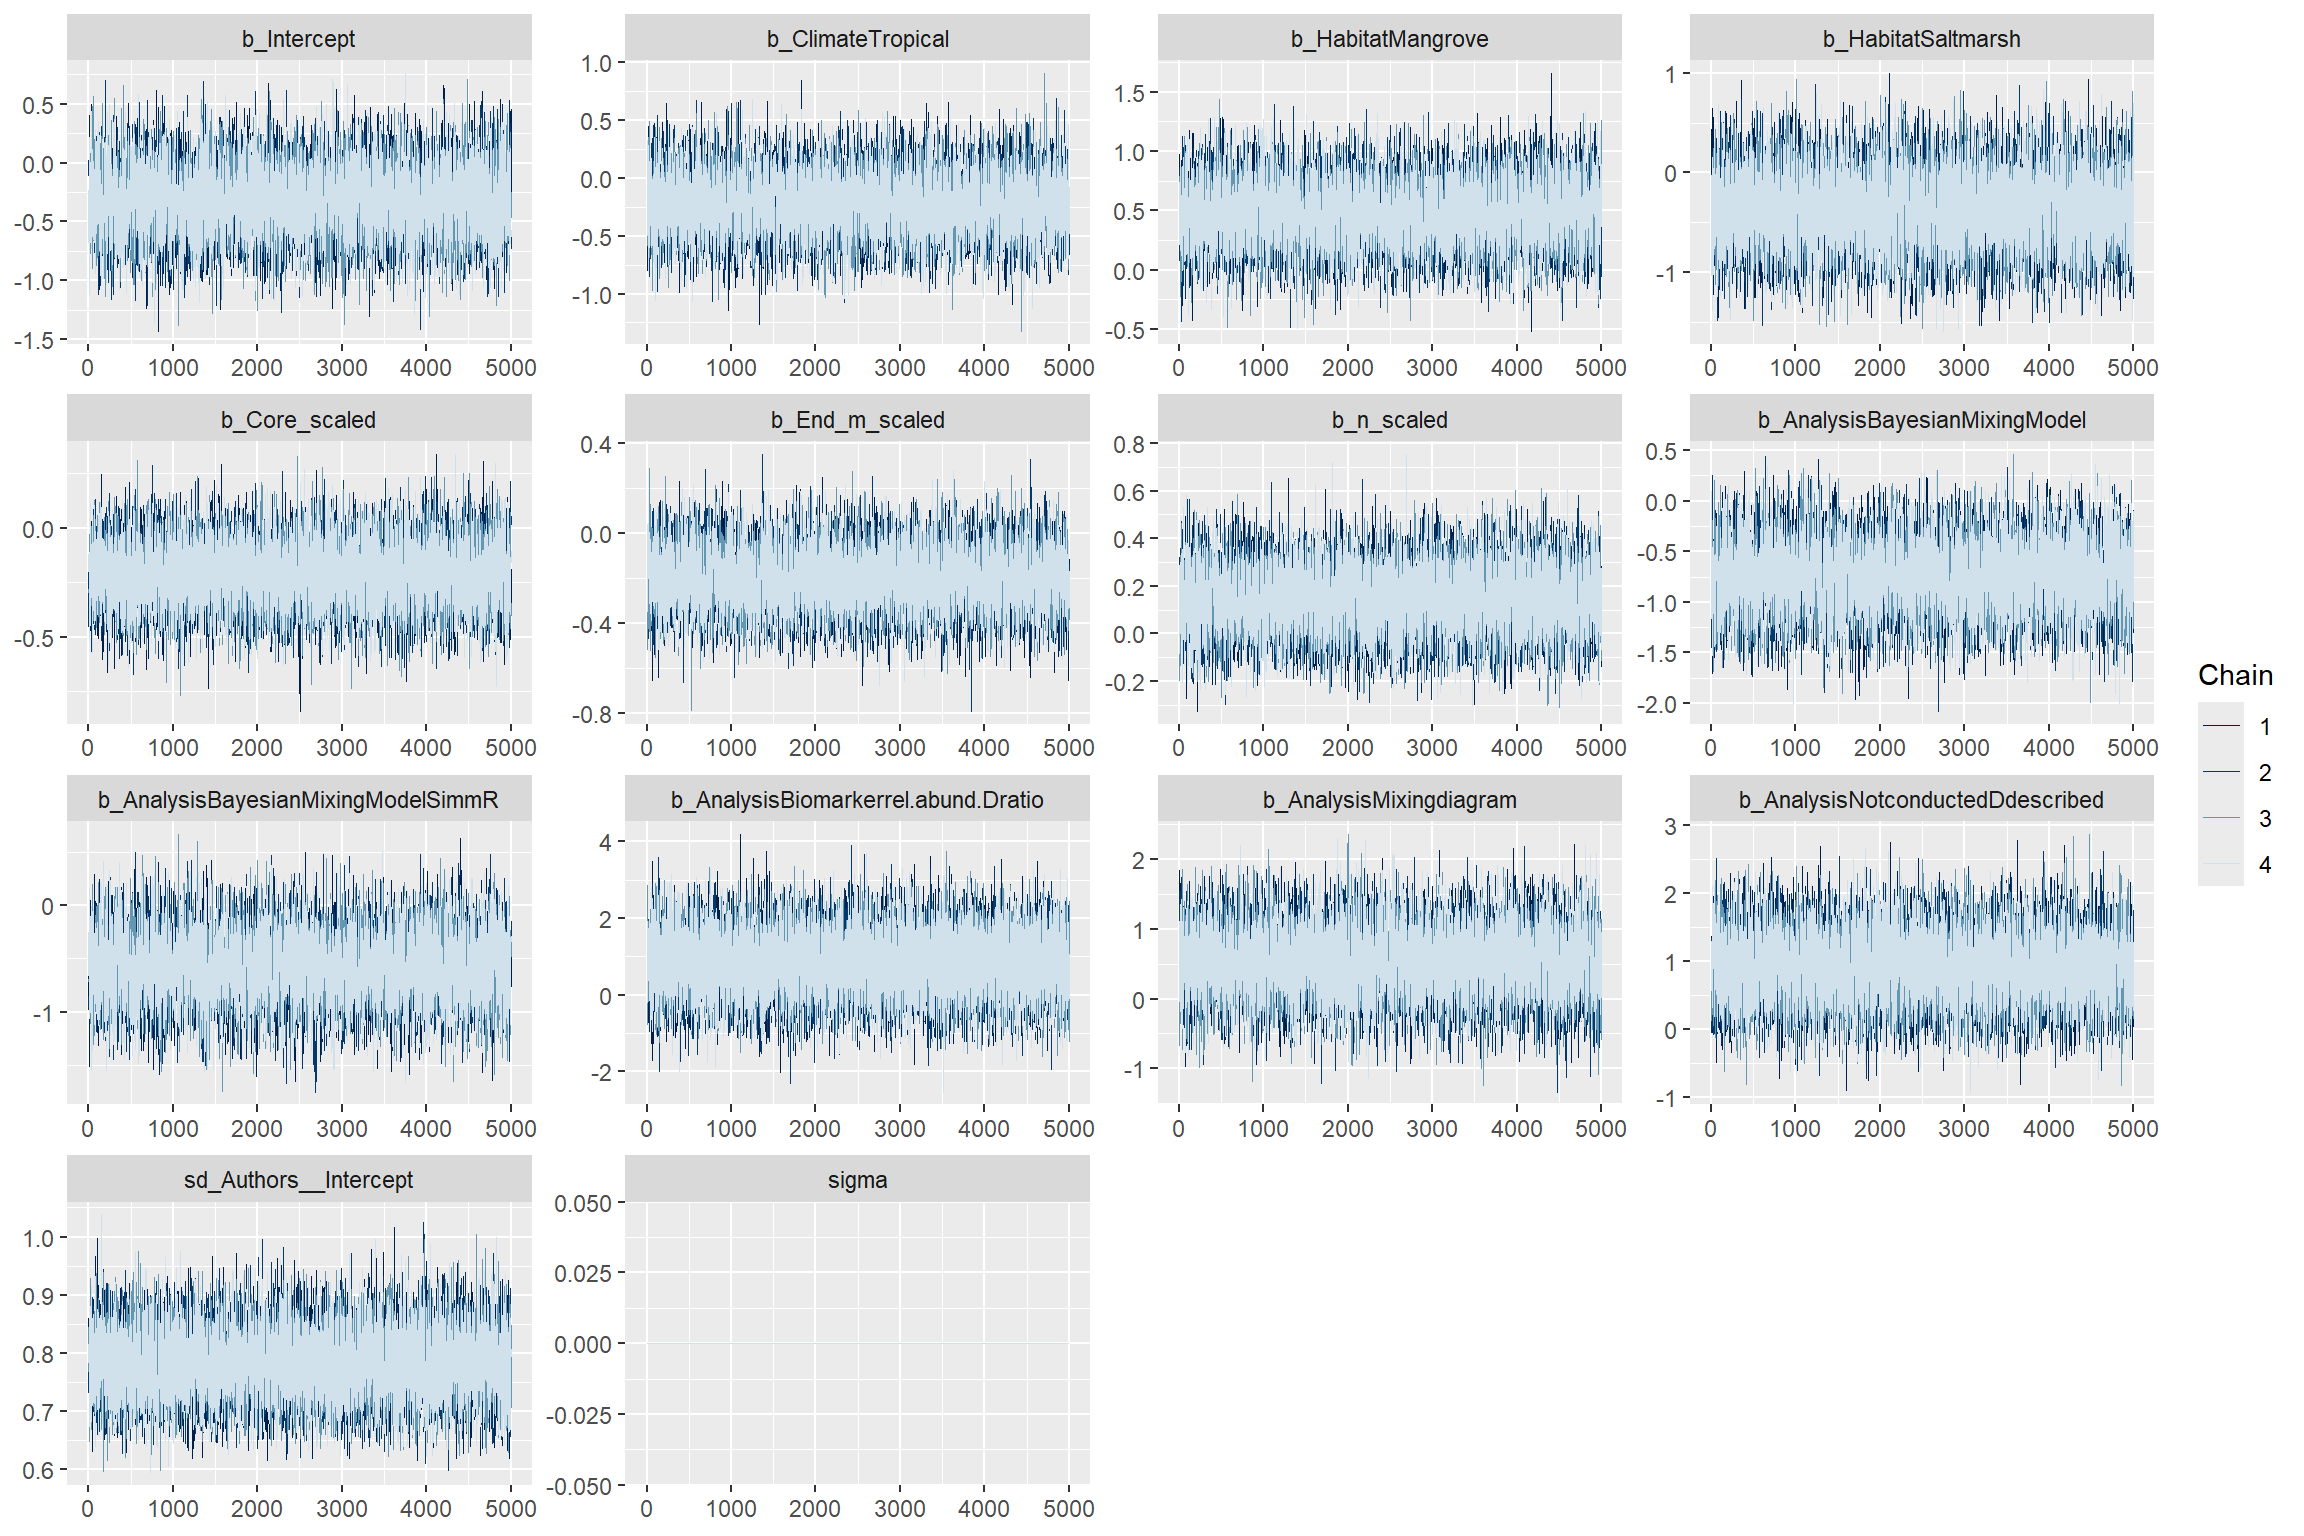 b_Intercept b_ClimateTropical b_HabitatMangrove b_HabitatSaltmarsh
0.5 0.0 -0.5 -1.0 -1.5
1.0 0.5 0.0 -0.5 -1.0
1.5 1.0 0.5 0.0 -0.5
1 0 -1
0 1000 2000 3000 4000 5000 0 1000 2000 3000 4000 5000 0 1000 2000 3000 4000 5000 0 1000 2000 3000 4000 5000
b_Core_scaled b_End_m_scaled b_n_scaled b_AnalysisBayesianMixingModel
0.0 -0.5
0.4 0.0 -0.4 -0.8
0.8 0.6 0.4 0.2 0.0 -0.2
0.5 0.0 -0.5 -1.0 -1.5 -2.0
0 1000 2000 3000 4000 5000 0 1000 2000 3000 4000 5000 0 1000 2000 3000 4000 5000 0 1000 2000 3000 4000 5000
b_AnalysisBayesianMixingModelSimmR b_AnalysisBiomarkerrel.abund.Dratio b_AnalysisMixingdiagram b_AnalysisNotconductedDdescribed
0 -1
4 2 0 -2
2 1 0 -1
3 2 1 0 -1
0 1000 2000 3000 4000 5000 0 1000 2000 3000 4000 5000 0 1000 2000 3000 4000 5000 0 1000 2000 3000 4000 5000
sd_Authors__Intercept sigma
1.0 0.9 0.8 0.7 0.6
0.050 0.025 0.000 -0.025 -0.050
0 1000 2000 3000 4000 5000 0 1000 2000 3000 4000 5000
Chain
1
2
3
4